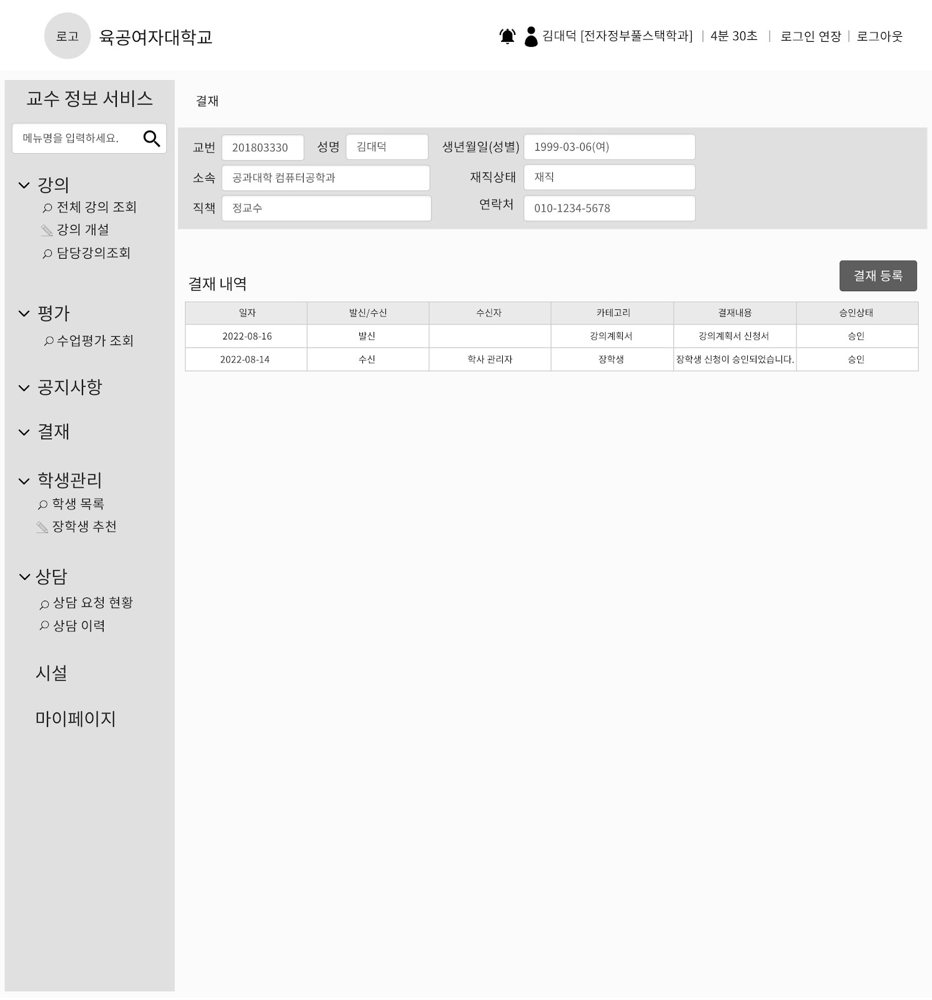 로고 육공여자대학교 김대덕 [전자정부풀스택학과] | 4분 30초 | 로그인 연장 | 로그아웃
교수 정보 서비스
메뉴명을 입력하세요.
강의
전체 강의 조회
강의 개설
담당강의조회
평가
수업평가 조회
공지사항
결재
학생관리
학생 목록
장학생 추천
상담
상담 요청 현황
상담 이력
시설
마이페이지
결재
교번 201803330 성명 김대덕 생년월일(성별) 1999-03-06(여)
소속 공과대학 컴퓨터공학과 재직상태 재직
직책 정교수 연락처 010-1234-5678
결재 등록
결재 내역
일자 발신/수신 수신자 카테고리 결재내용 승인상태
2022-08-16 발신 강의계획서 강의계획서 신청서 승인
2022-08-14 수신 학사 관리자 장학생 장학생 신청이 승인되었습니다. 승인